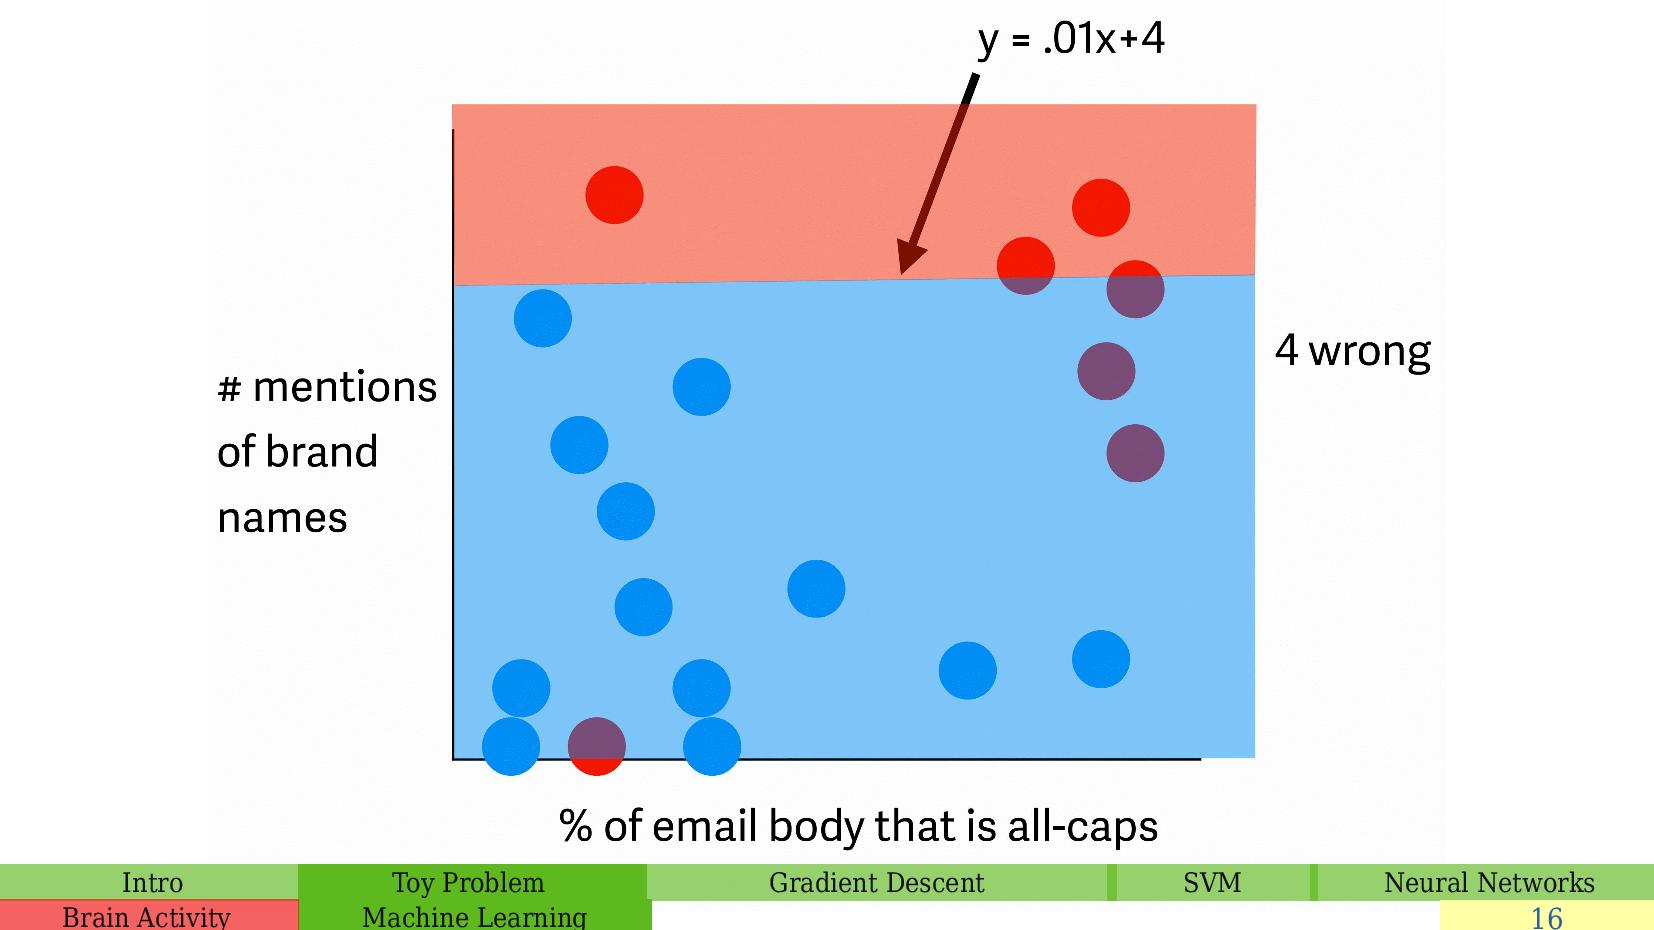 y = .01x+4
4 wrong
# mentions
of brand
names
% of email body that is all-caps
Intro
Toy Problem
Gradient Descent
SVM
Neural Networks
Brain Activity
Machine Learning
16